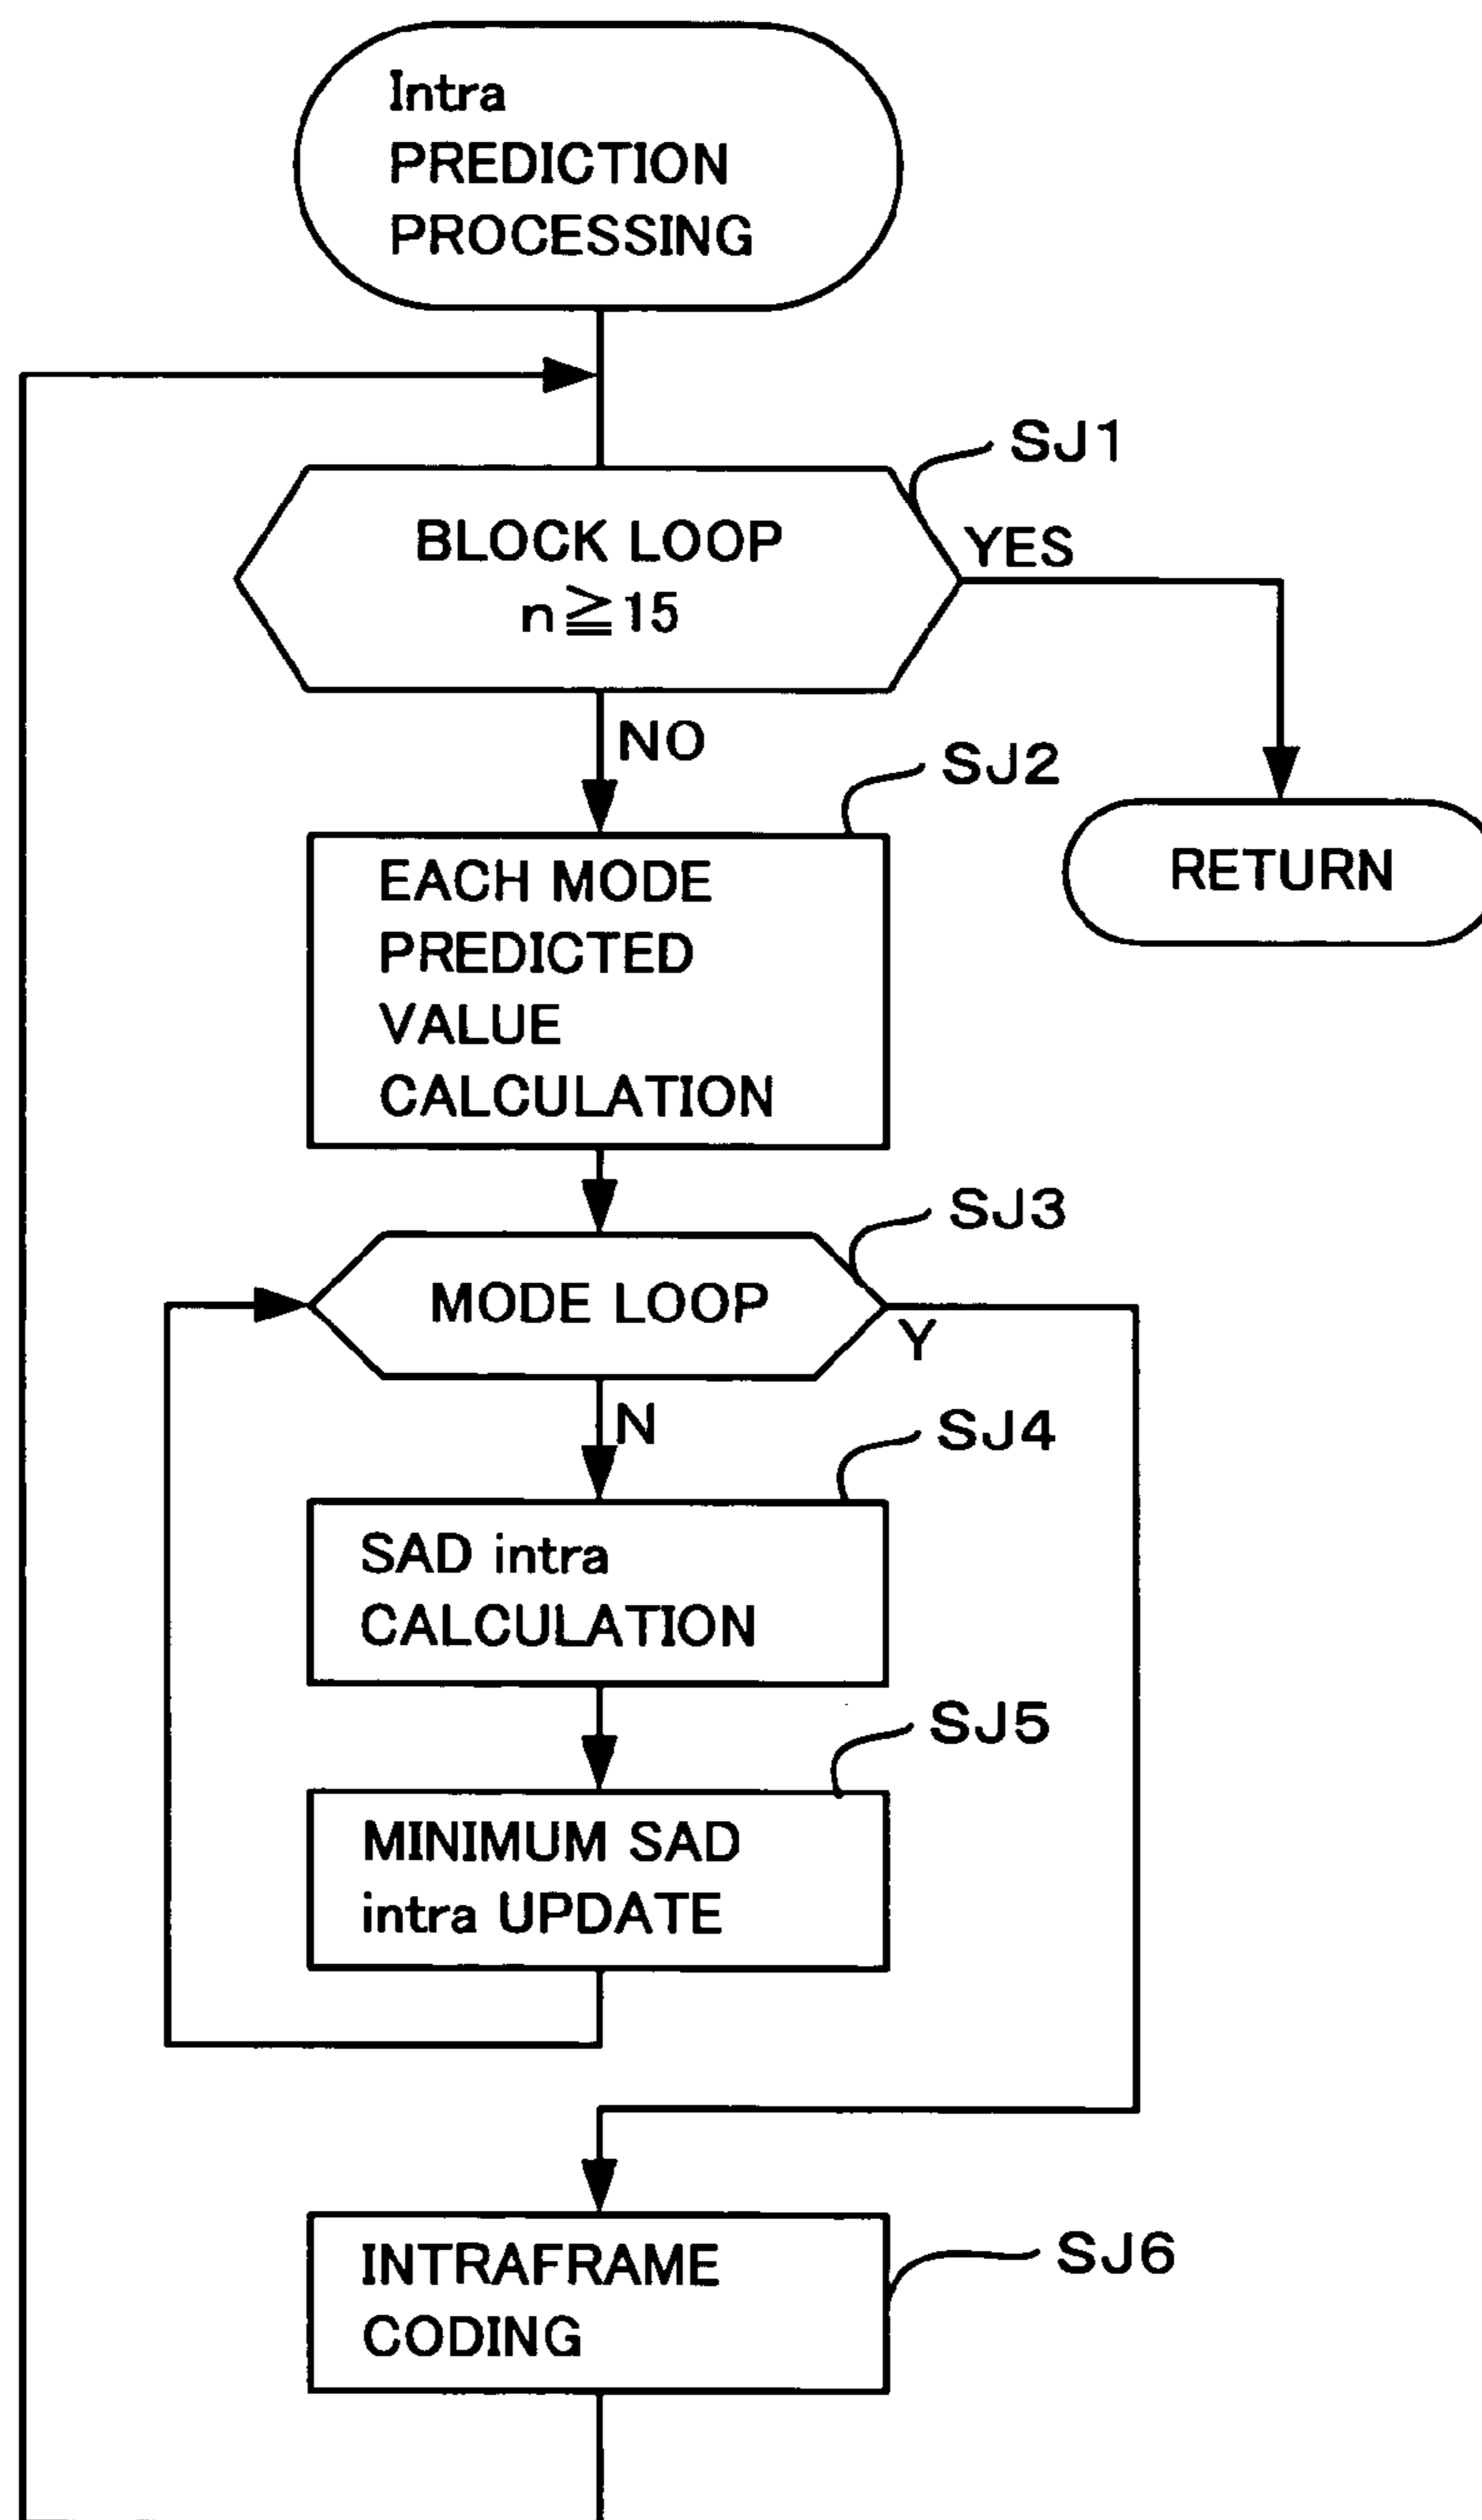 Intra
PREDICTION
PROCESSING
SJ1
BLOCK LOOP
n≧15
YES
NO
SJ2
EACH MODE
PREDICTED
VALUE
CALCULATION
RETURN
SJ3
MODE LOOP
Y
N
SJ4
SAD intra
CALCULATION
SJ5
MINIMUM SAD
intra UPDATE
SJ6
INTRAFRAME
CODING